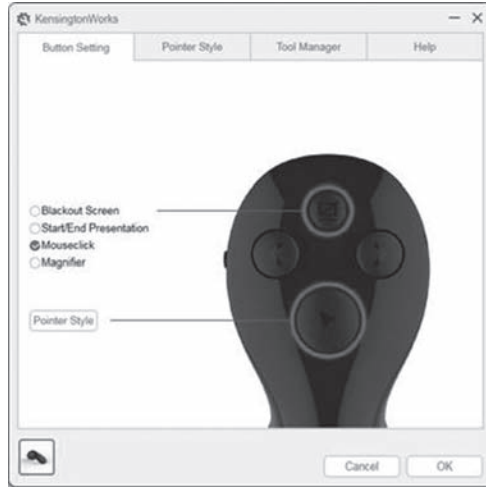 KensingtonWorks
Button Setting Pointer Style Tool Manager Help
Blackout Screen
Start/End Presentation
Mouseclick
Magnifier
Pointer Style
Cancel OK